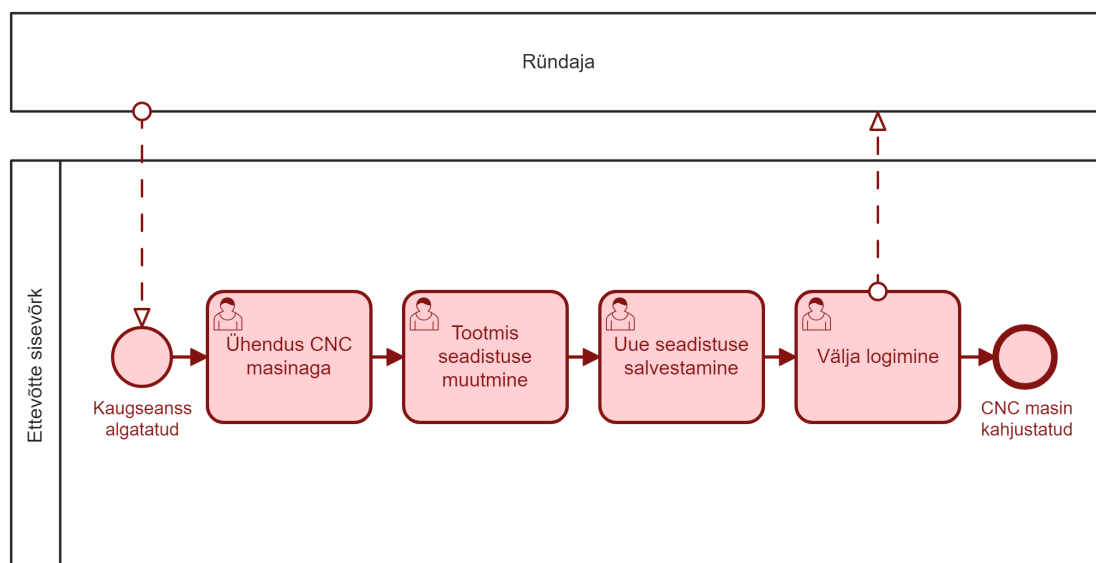 Ründaja
Ettevõtte sisevõrk
Kaugseanss
algatatud
Ühendus CNC
masinaga
Tootmis
seadistuse
muutmine
Uue seadistuse
salvestamine
Välja logimine
CNC masin
kahjustatud